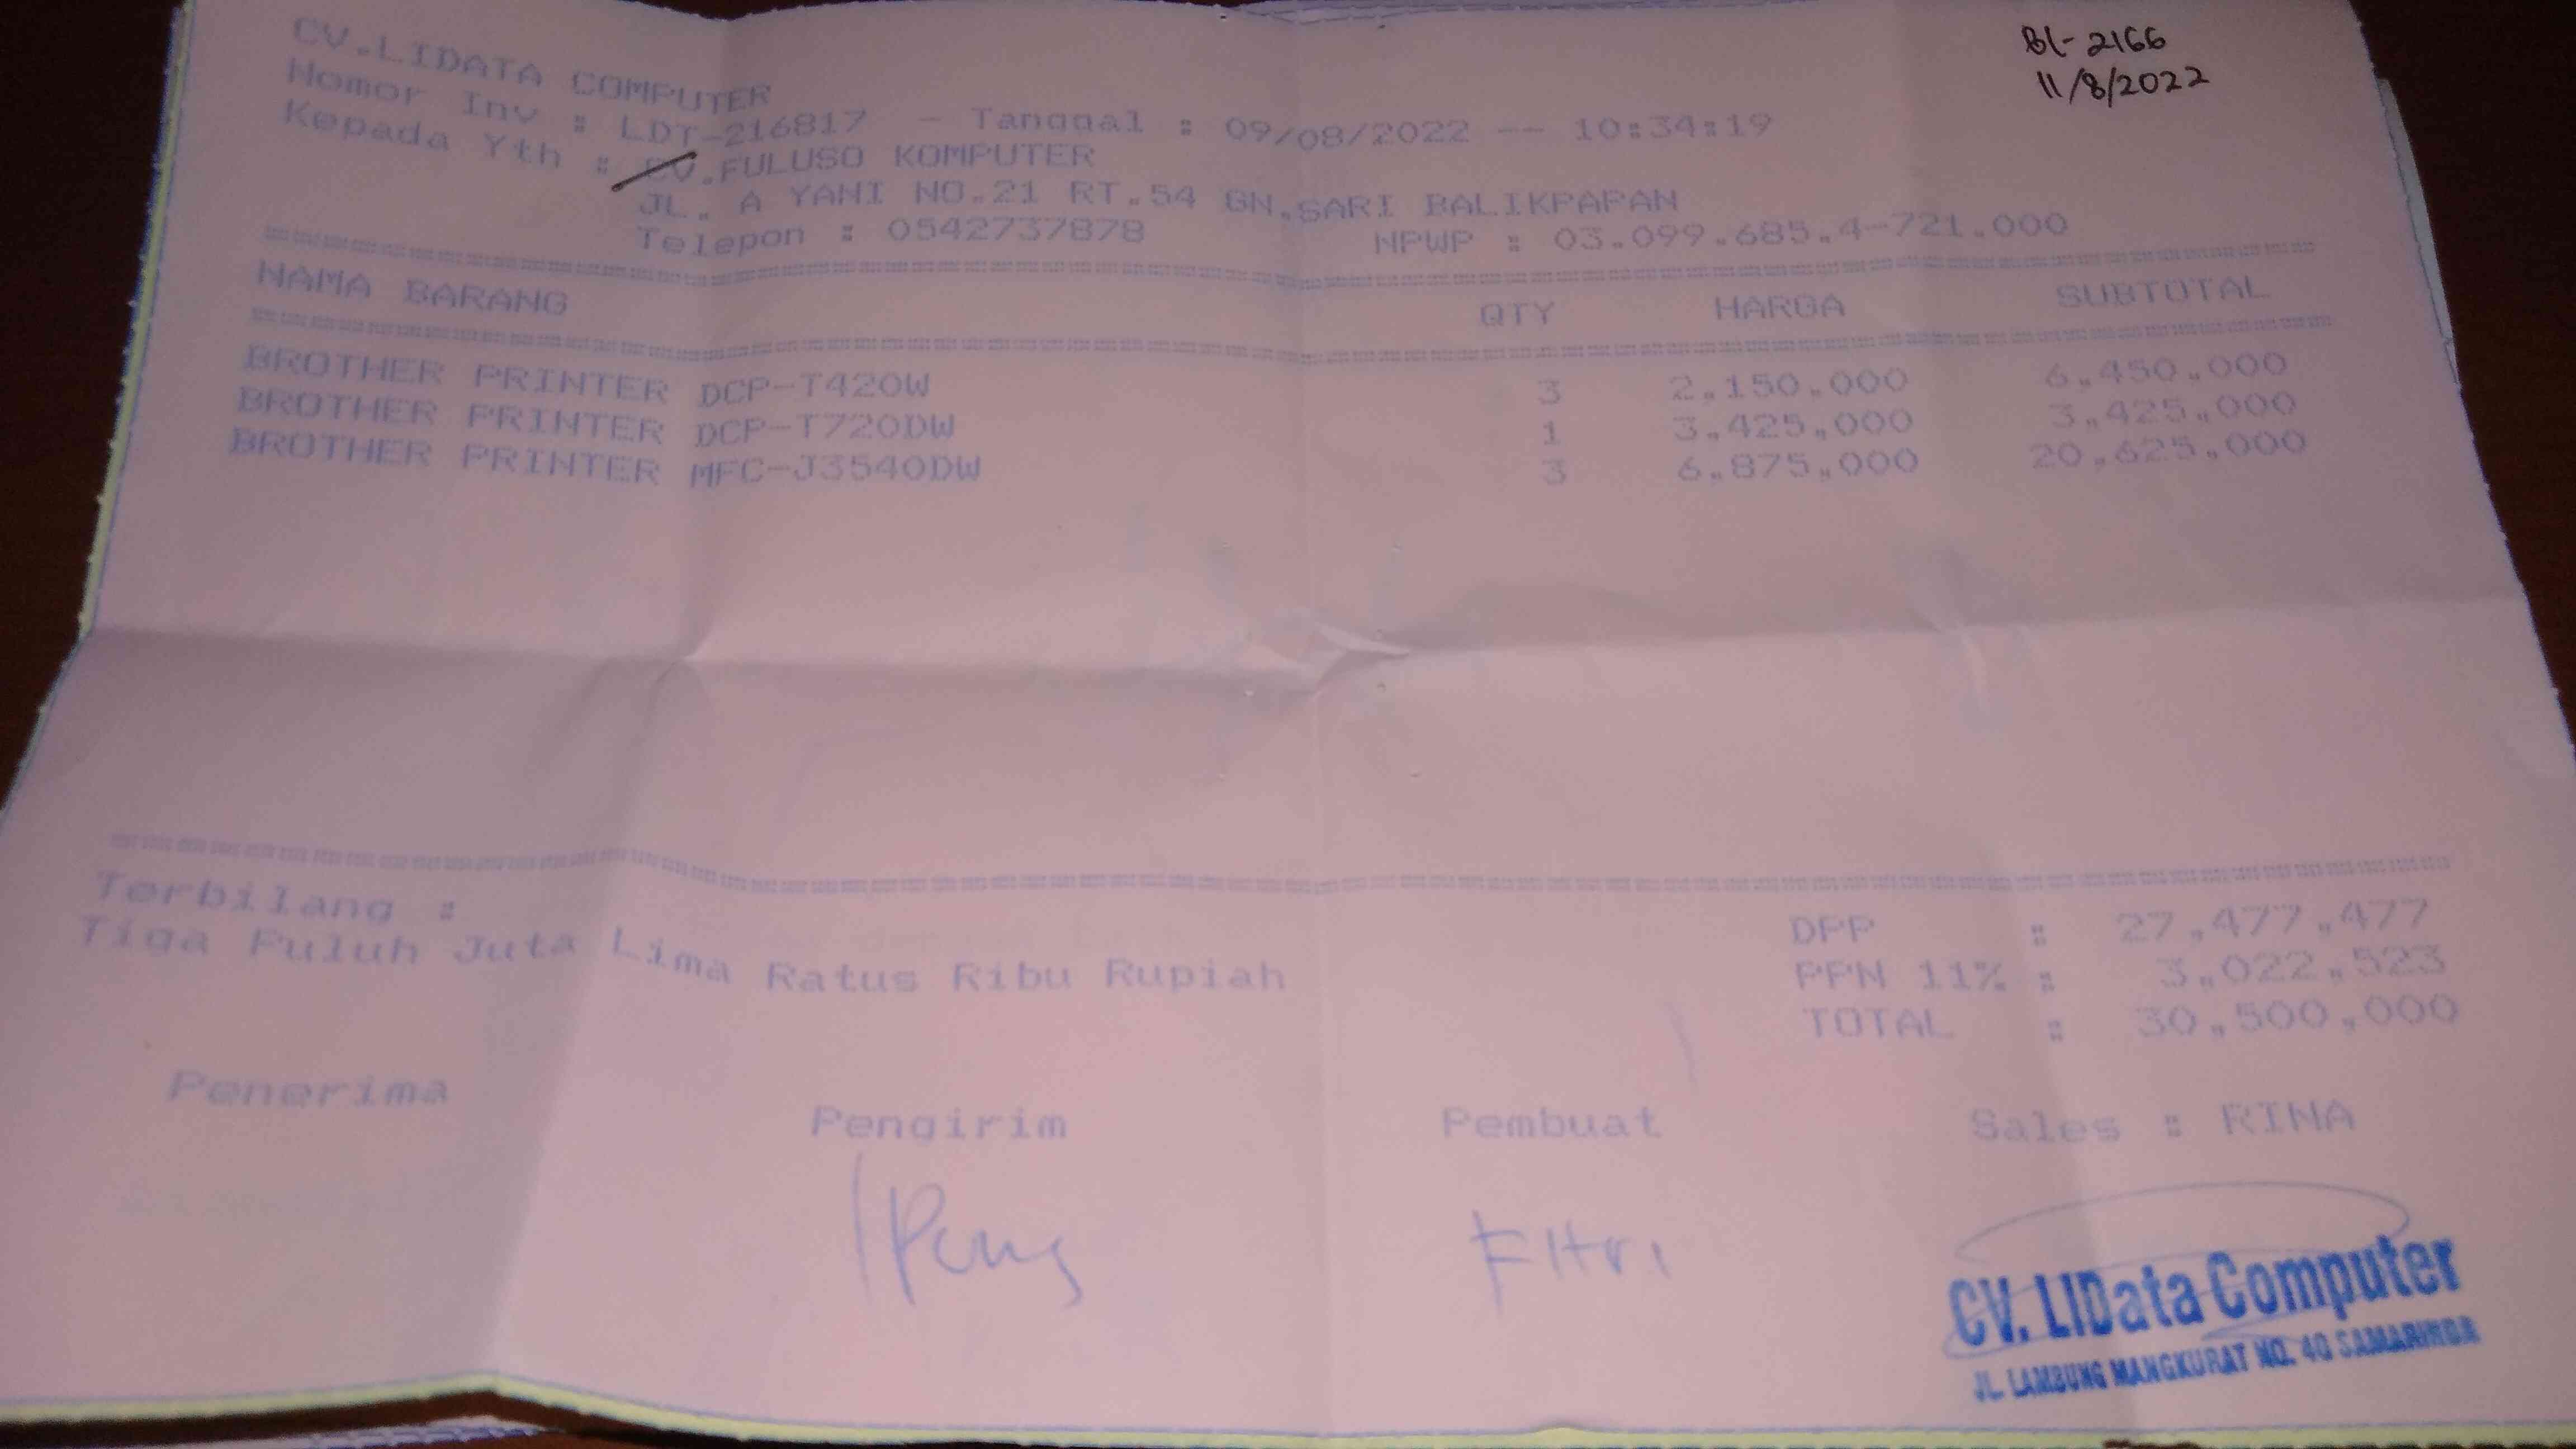 BL-2166
11/8/2022
CV.LIDATA COMPUTER
Nomor Inv : LDT-216817 - Tanggal : 09/08/2022 -- 10:34:19
Kepada Yth : CV.FULUSO KOMPUTER
JL. A YANI NO.21 RT.54 GN.SARI BALIKPAPAN
Telepon : 0542737878 NPWP : 03.099.685.4-721.000
NAMA BARANG QTY HARGA SUBTOTAL
BROTHER PRINTER DCP-T420W 3 2,150,000 6,450,000
BROTHER PRINTER DCP-T720DW 1 3,425,000 3,425,000
BROTHER PRINTER MFC-J3540DW 3 6,875,000 20,625,000
Terbilang :
Tiga Puluh Juta Lima Ratus Ribu Rupiah
DPP : 27,477,477
PPN 11% : 3,022,523
TOTAL : 30,500,000
Penerima Pengirim Pembuat Sales : RINA
Fitri
CV. LIData Computer
JL. LAMBUNG MANGKURAT NO. 40 SAMARINDA